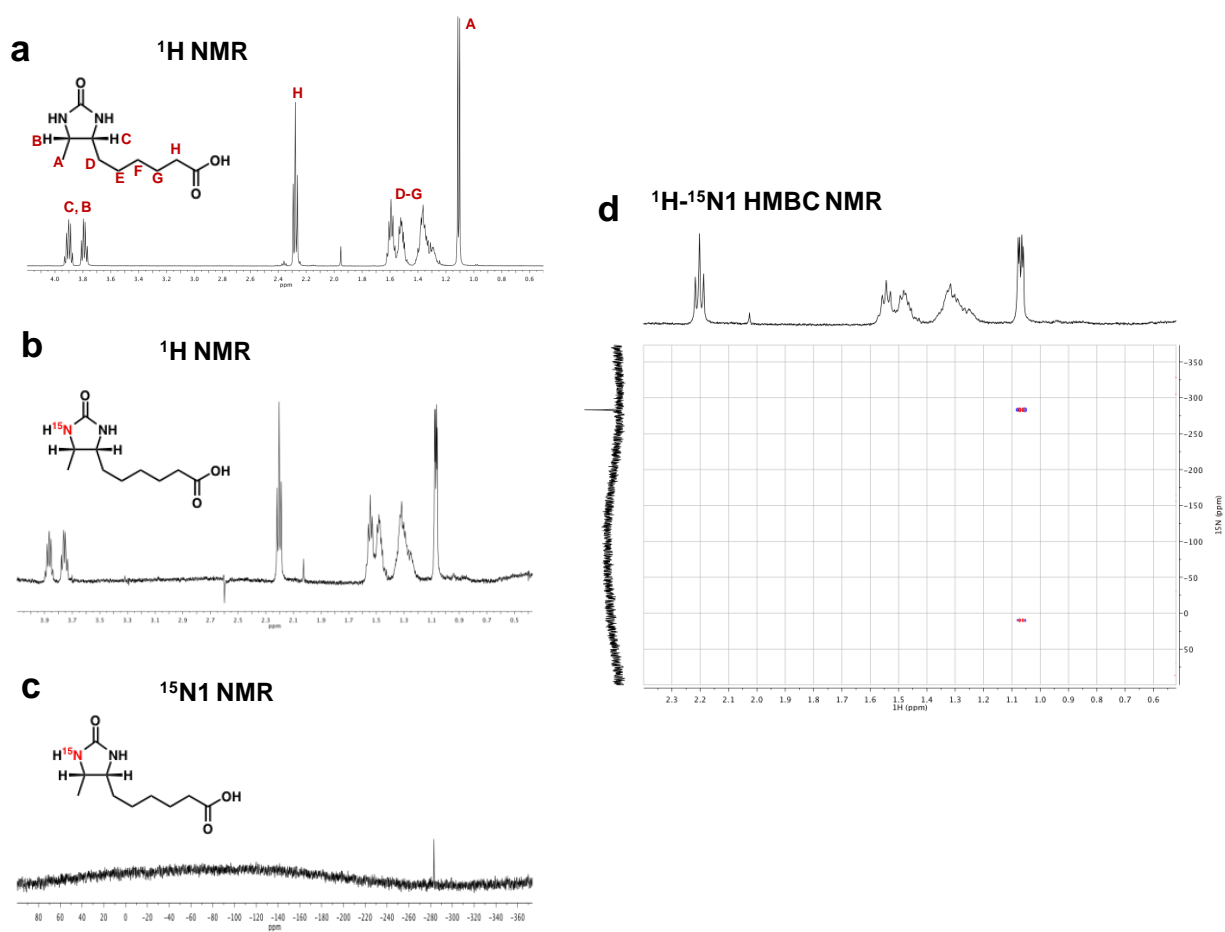 a
¹H NMR
A
H
D-G
C, B
O
HN
NH
B
H
H
C
A
D
E
F
G
H
OH
O
4.0 3.8 3.6 3.4 3.2 3.0 2.8 2.6 2.4 2.2 2.0 1.8 1.6 1.4 1.2 1.0 0.8 0.6
ppm
b
¹H NMR
O
H ¹⁵N
NH
H
H
OH
O
3.9 3.7 3.5 3.3 3.1 2.9 2.7 2.5 2.3 2.1 1.9 1.7 1.5 1.3 1.1 0.9 0.7 0.5
ppm
c
¹⁵N1 NMR
O
H ¹⁵N
NH
H
H
OH
O
80 60 40 20 0 -20 -40 -60 -80 -100 -120 -140 -160 -180 -200 -220 -240 -260 -280 -300 -320 -340 -360
ppm
d
¹H-¹⁵N1 HMBC NMR
-350
-300
-250
-200
-150
-100
-50
0
50
15N (ppm)
2.3 2.2 2.1 2.0 1.9 1.8 1.7 1.6 1.5 1.4 1.3 1.2 1.1 1.0 0.9 0.8 0.7 0.6
1H (ppm)